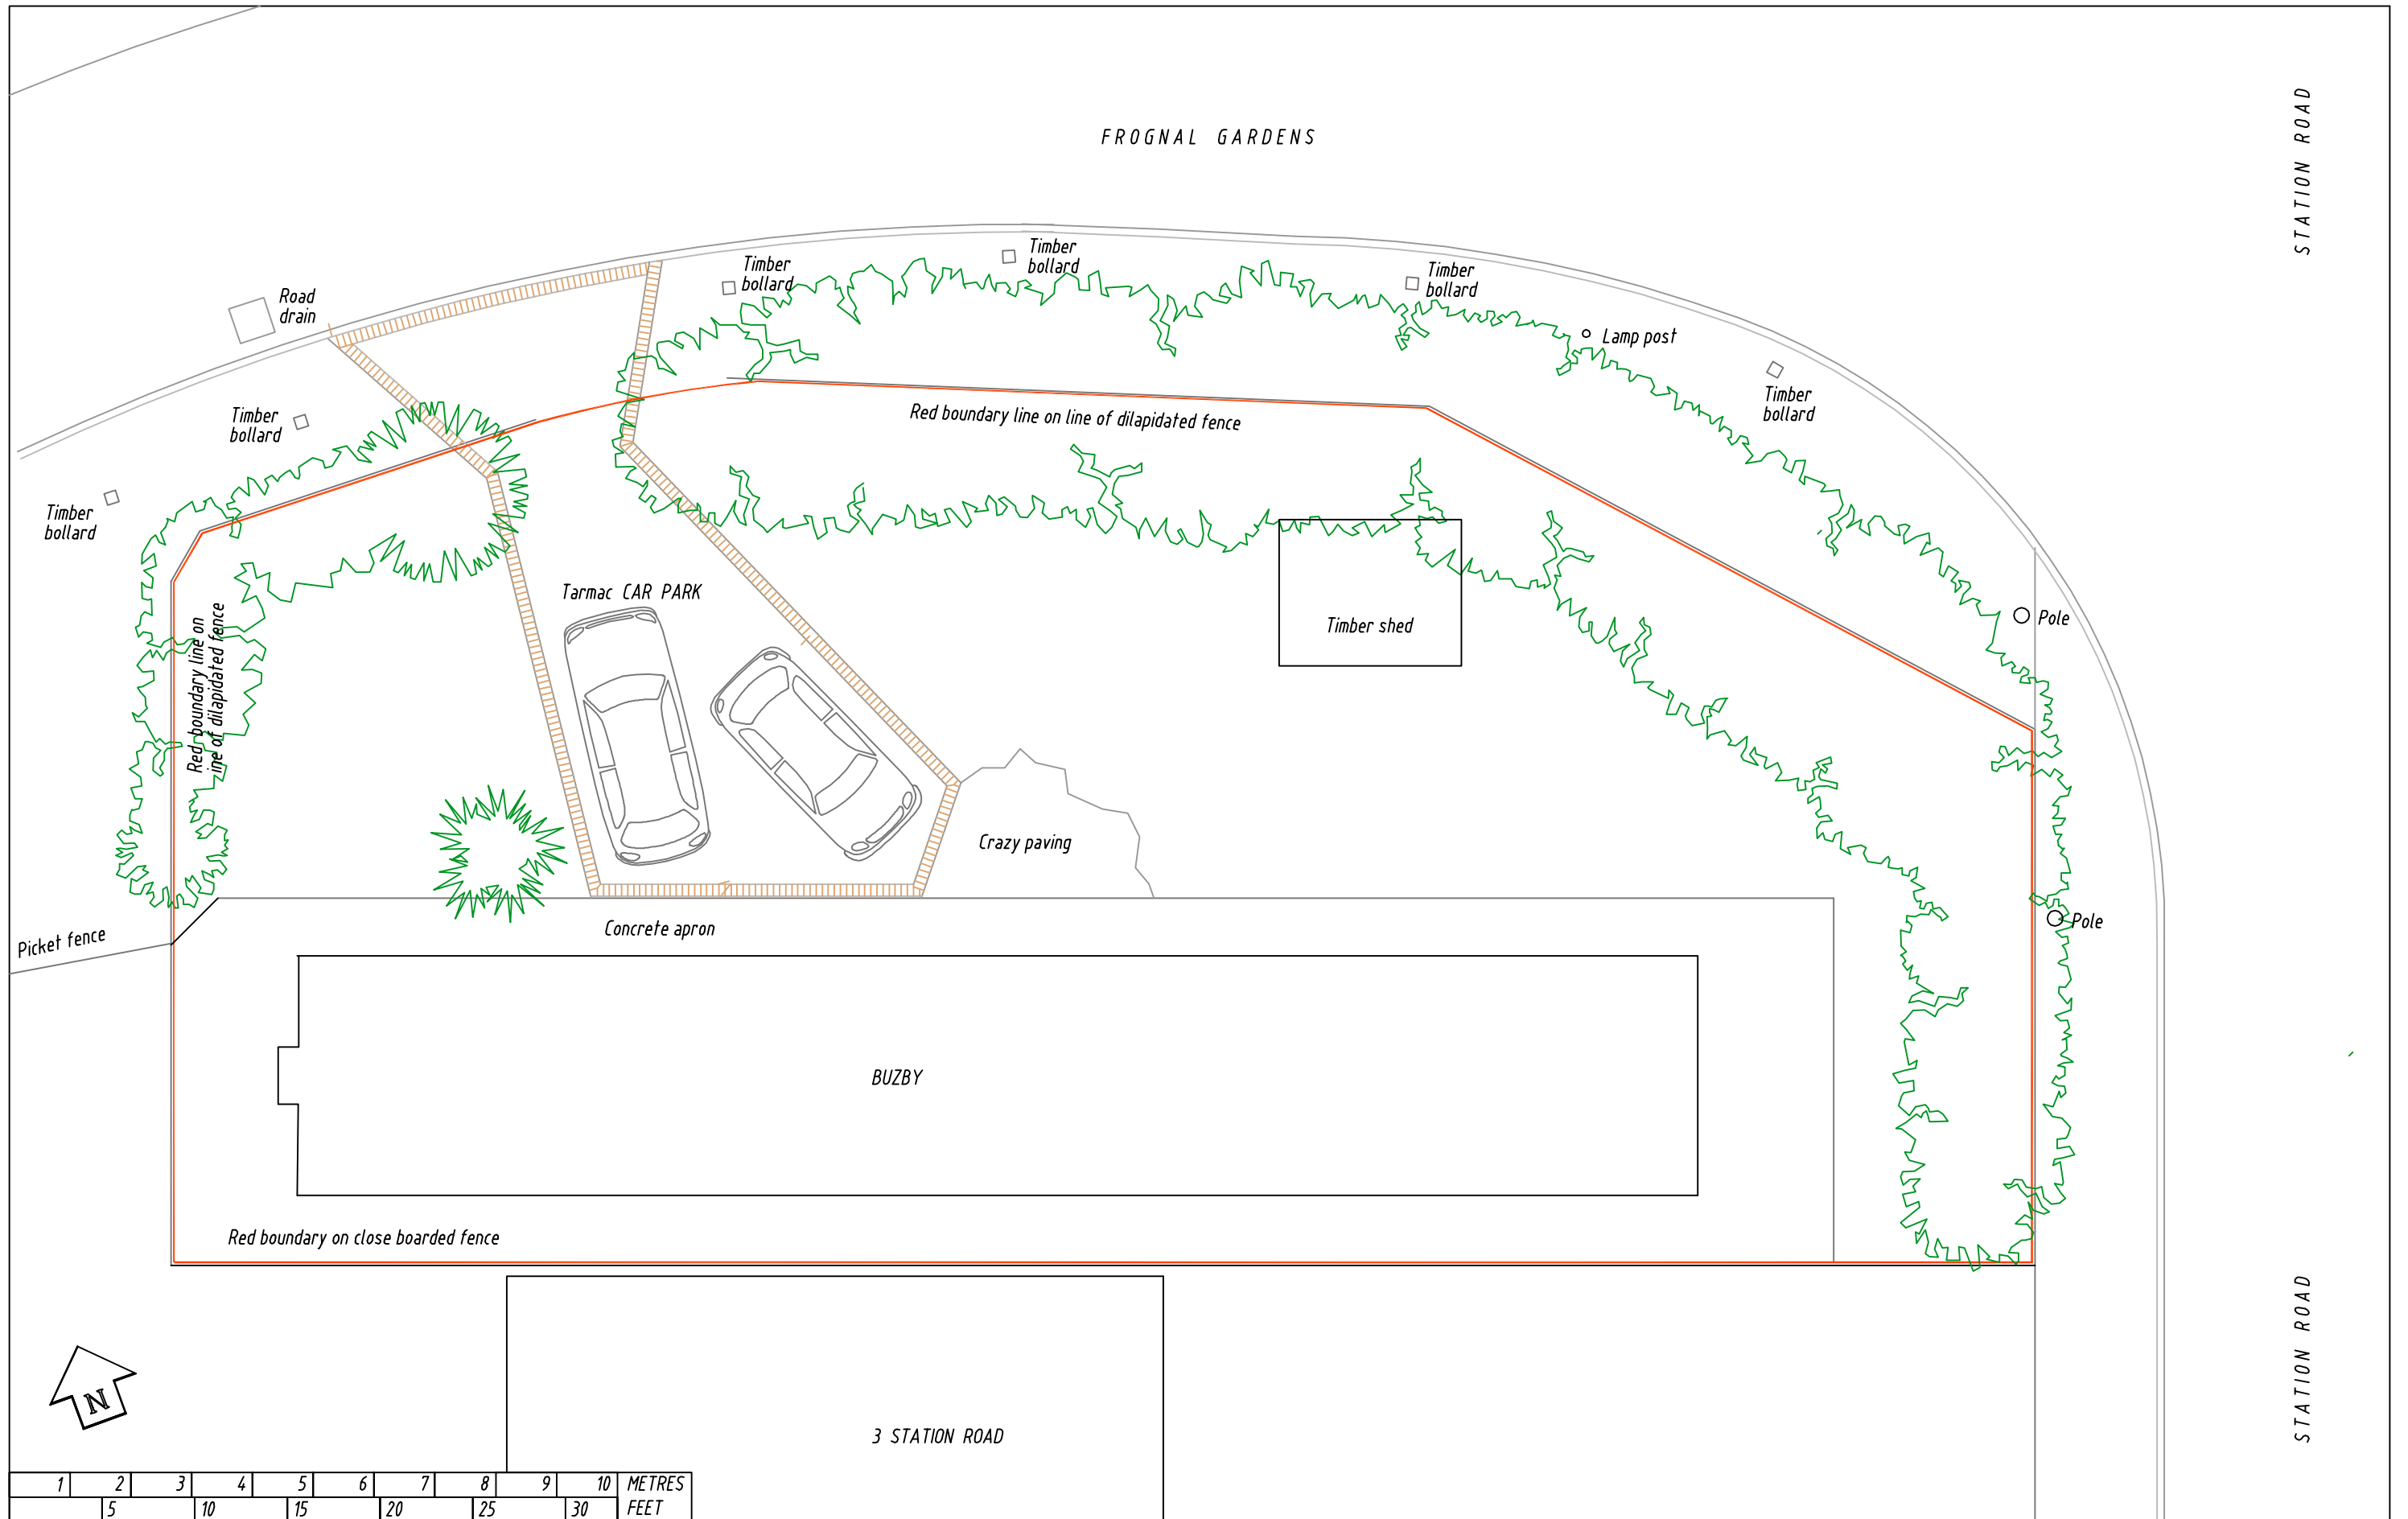 FROGNAL GARDENS
STATION ROAD
Timber
bollard
Timber
bollard
Timber
bollard
Road
drain
Lamp post
Timber
bollard
Timber
bollard
Timber
bollard
Red boundary line on line of dilapidated fence
Tarmac CAR PARK
Timber shed
Pole
Red boundary line on
line of dilapidated fence
Crazy paving
Pole
Concrete apron
Picket fence
BUZBY
Red boundary on close boarded fence
STATION ROAD
N
3 STATION ROAD
1 2 3 4 5 6 7 8 9 10 METRES
5 10 15 20 25 30 FEET